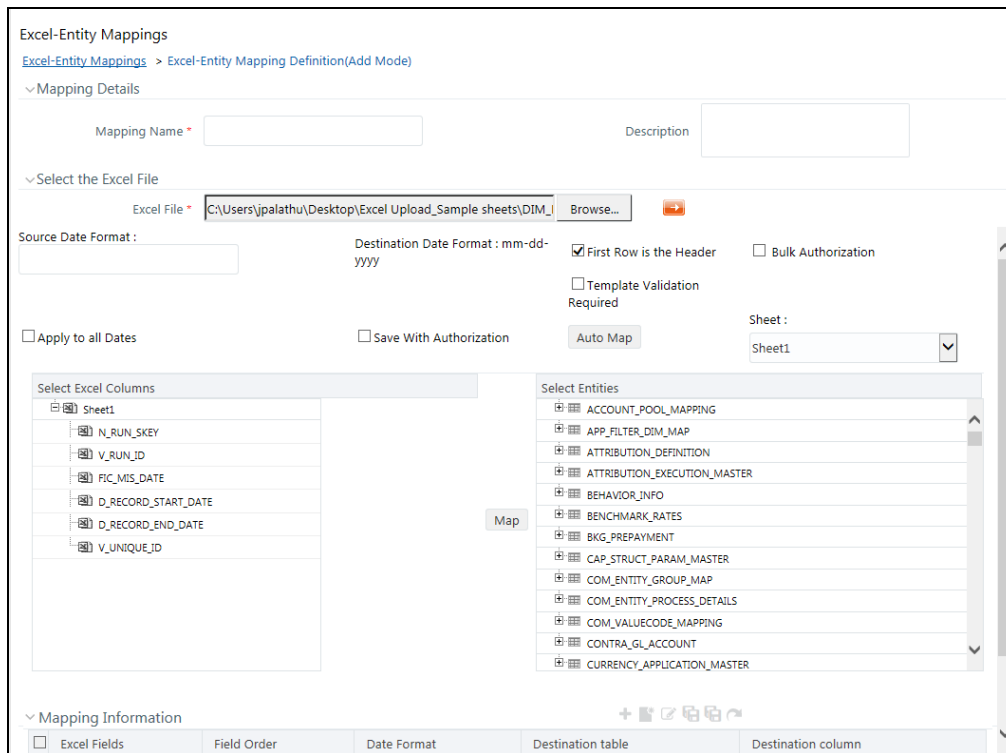 Excel-Entity Mappings
Excel-Entity Mappings > Excel-Entity Mapping Definition(Add Mode)
Mapping Details
Mapping Name *
Description
Select the Excel File
Excel File * C:\Users\jpalathu\Desktop\Excel Upload_Sample sheets\DIM_ Browse...
Source Date Format :
Destination Date Format : mm-dd-
yyyy
First Row is the Header
Bulk Authorization
Template Validation
Required
Apply to all Dates
Save With Authorization
Auto Map
Sheet :
Sheet1
Select Excel Columns
Sheet1
N_RUN_SKEY
V_RUN_ID
FIC_MIS_DATE
D_RECORD_START_DATE
D_RECORD_END_DATE
V_UNIQUE_ID
Map
Select Entities
ACCOUNT_POOL_MAPPING
APP_FILTER_DIM_MAP
ATTRIBUTION_DEFINITION
ATTRIBUTION_EXECUTION_MASTER
BEHAVIOR_INFO
BENCHMARK_RATES
BKG_PREPAYMENT
CAP_STRUCT_PARAM_MASTER
COM_ENTITY_GROUP_MAP
COM_ENTITY_PROCESS_DETAILS
COM_VALUECODE_MAPPING
CONTRA_GL_ACCOUNT
CURRENCY_APPLICATION_MASTER
Mapping Information
Excel Fields Field Order Date Format Destination table Destination column